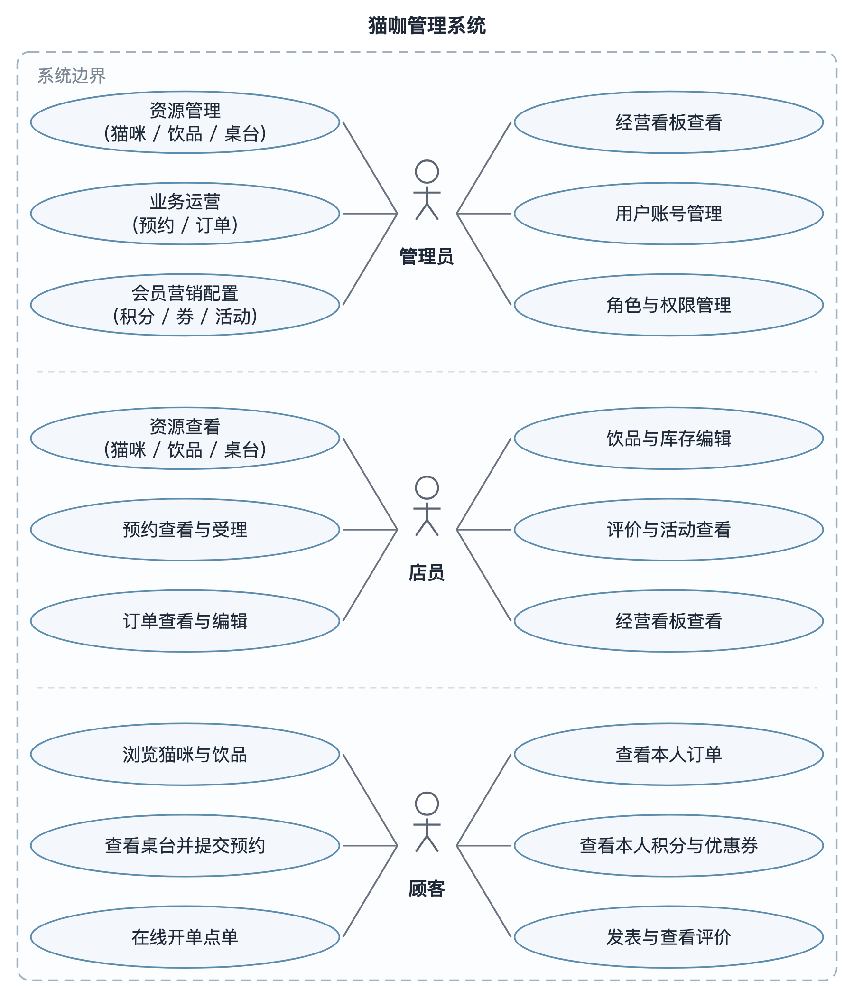 猫咖管理系统
系统边界
资源管理
(猫咪 / 饮品 / 桌台)
经营看板查看
业务运营
(预约 / 订单)
用户账号管理
管理员
会员营销配置
(积分 / 券 / 活动)
角色与权限管理
资源查看
(猫咪 / 饮品 / 桌台)
饮品与库存编辑
预约查看与受理
评价与活动查看
店员
订单查看与编辑
经营看板查看
浏览猫咪与饮品
查看本人订单
查看桌台并提交预约
查看本人积分与优惠券
顾客
在线开单点单
发表与查看评价